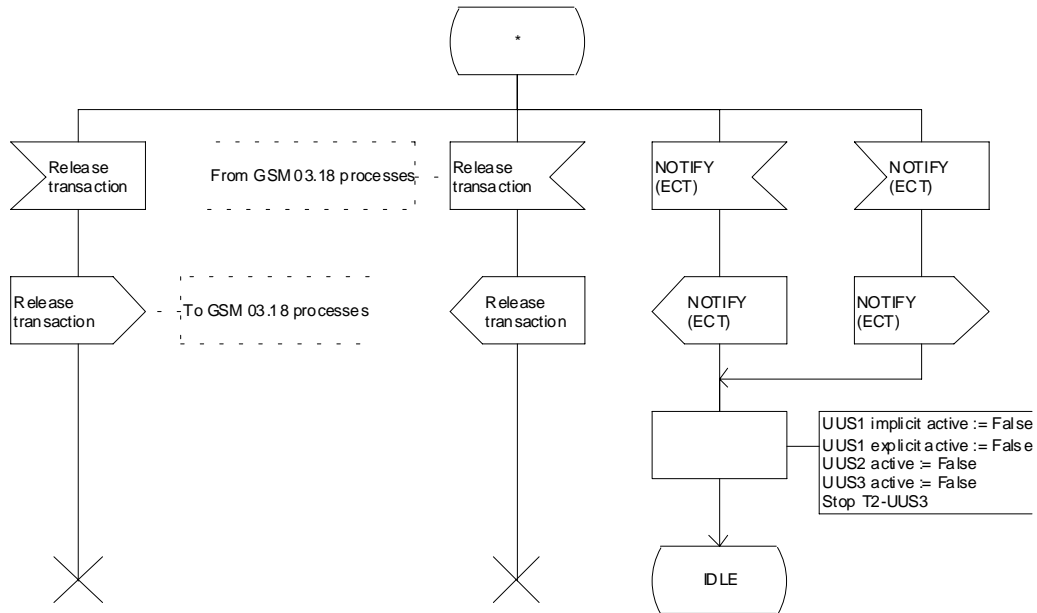 *
Release
transaction
From GSM 03.18 processes
Release
transaction
NOTIFY
(ECT)
NOTIFY
(ECT)
Release
transaction
To GSM 03.18 processes
Release
transaction
NOTIFY
(ECT)
NOTIFY
(ECT)
UUS1 implicit active := False
UUS1 explicit active := False
UUS2 active := False
UUS3 active := False
Stop T2-UUS3
IDLE